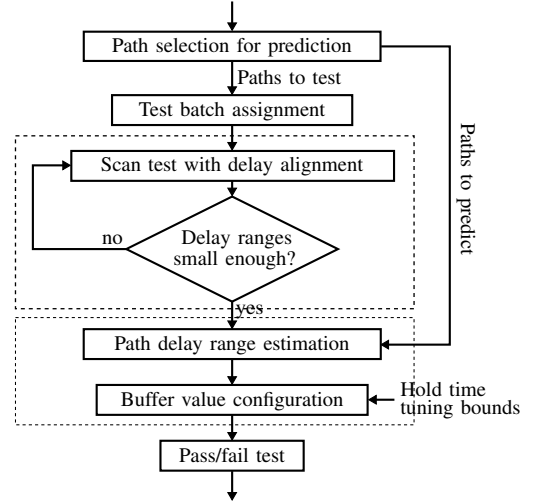 Path selection for prediction
Paths to test
Test batch assignment
Paths to predict
Scan test with delay alignment
no
Delay ranges
small enough?
yes
Path delay range estimation
Buffer value configuration
Hold time
tuning bounds
Pass/fail test